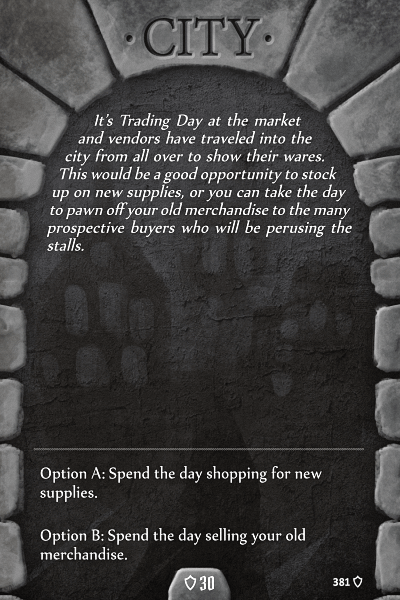 ·CITY·
It's Trading Day at the market
and vendors have traveled into the
city from all over to show their wares.
This would be a good opportunity to stock
up on new supplies, or you can take the day
to pawn off your old merchandise to the many
prospective buyers who will be perusing the
stalls.
Option A: Spend the day shopping for new
supplies.
Option B: Spend the day selling your old
merchandise.
30
381